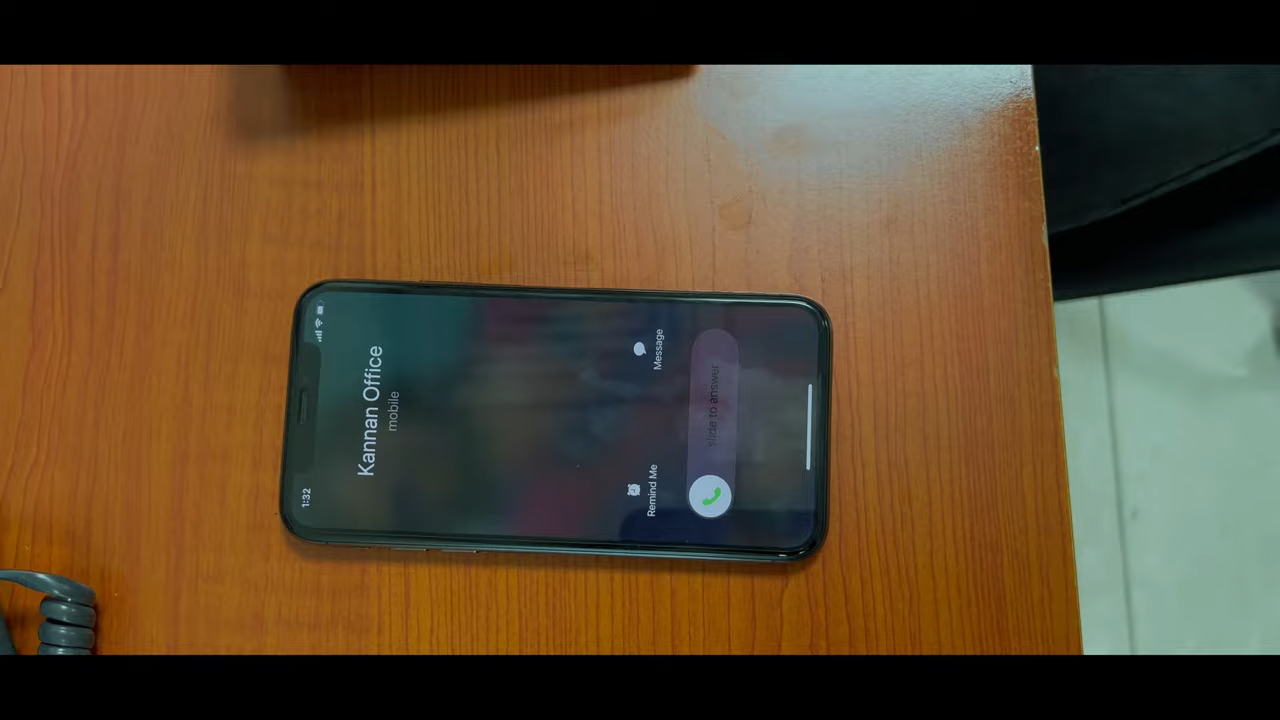 1:32
Kannan Office
mobile
Remind Me
Message
slide to answer